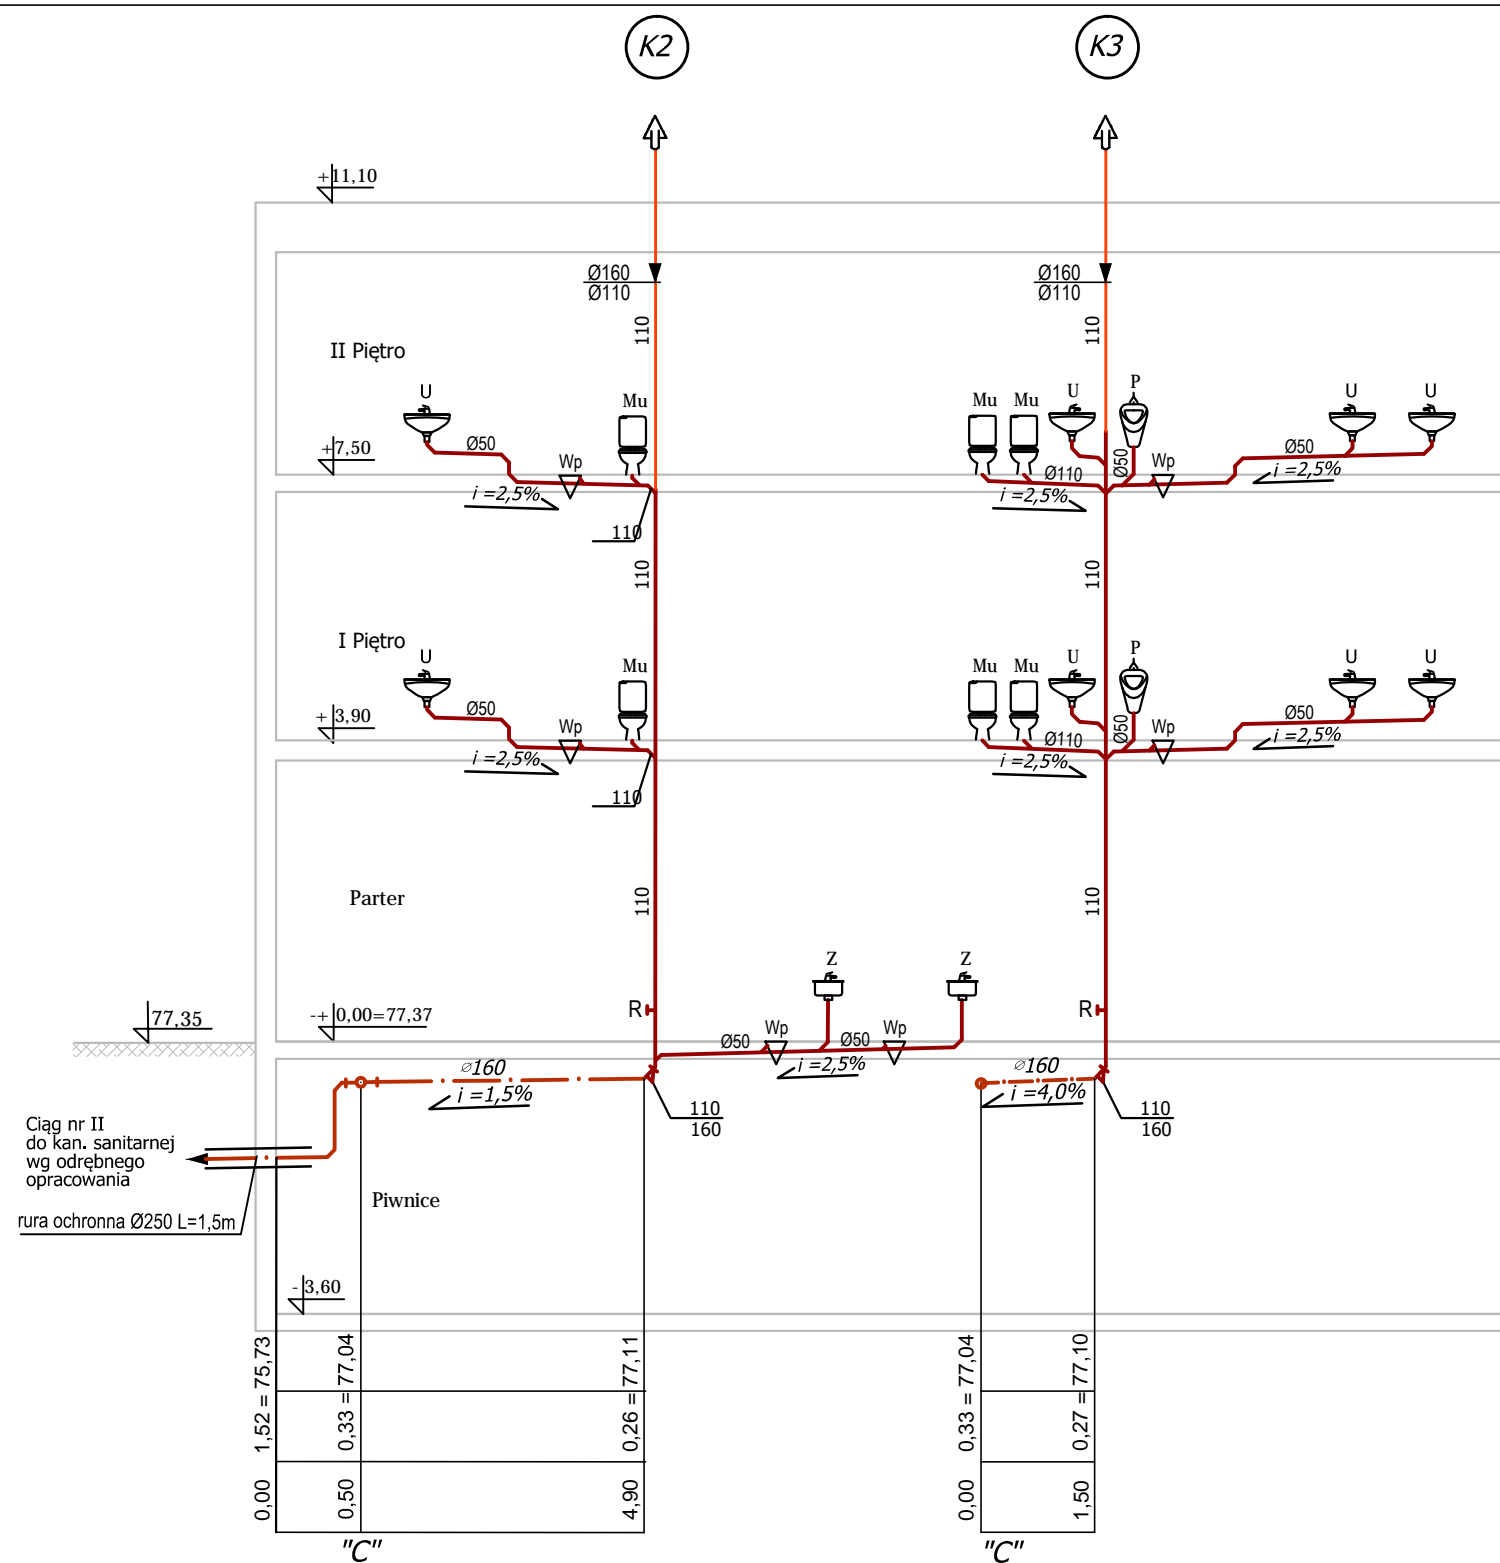 K2
K3
+11,10
Ø160
Ø110
Ø160
Ø110
110
110
II Piętro
U
Mu
Mu
Mu
U
P
U
U
+7,50
Ø50
Wp
Ø110
Ø50
Wp
Ø50
i =2,5%
i =2,5%
i =2,5%
110
110
110
I Piętro
U
Mu
Mu
Mu
U
P
U
U
+3,90
Ø50
Wp
Ø110
Ø50
Wp
Ø50
i =2,5%
i =2,5%
i =2,5%
110
110
110
Parter
Z
Z
77,35
-+ 0,00=77,37
R
R
Ø50
Wp
Ø50
Wp
i =2,5%
⌀160
i =1,5%
⌀160
i =4,0%
110
160
110
160
Ciąg nr II
do kan. sanitarnej
wg odrębnego
opracowania
rura ochronna Ø250 L=1,5m
Piwnice
- 3,60
1,52 = 75,73
0,33 = 77,04
0,26 = 77,11
0,33 = 77,04
0,27 = 77,10
0,00
0,50
4,90
0,00
1,50
"C"
"C"